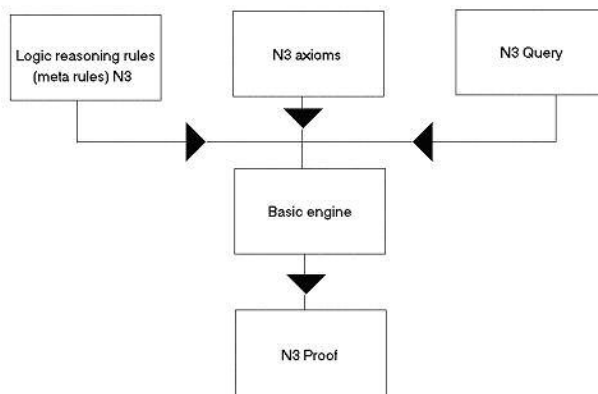 Logic reasoning rules
(meta rules) N3
N3 axioms
N3 Query
Basic engine
N3 Proof